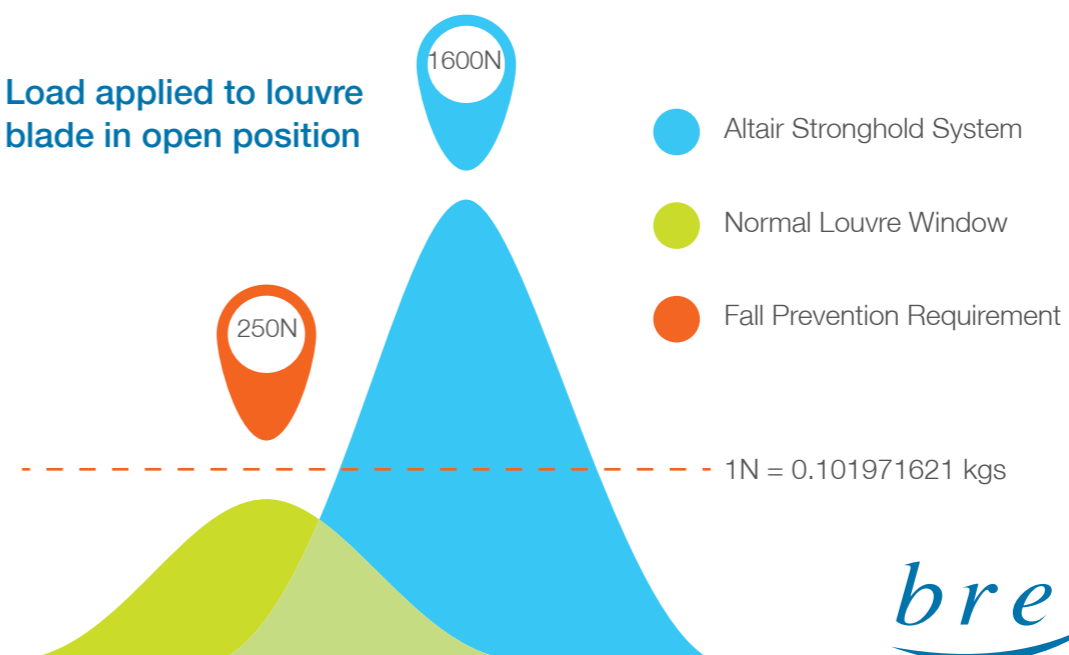 1600N
Load applied to louvre
blade in open position
Altair Stronghold System
Normal Louvre Window
250N
Fall Prevention Requirement
1N = 0.101971621 kgs
bre